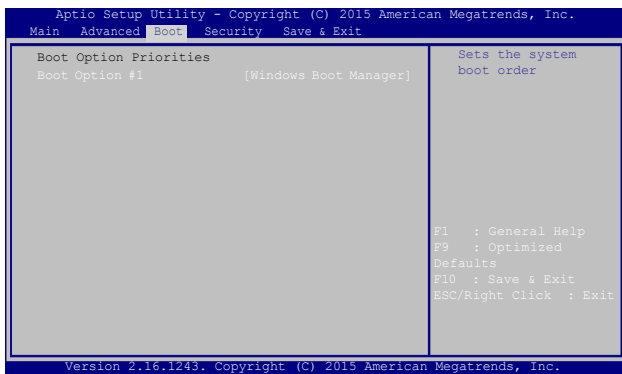 Aptio Setup Utility - Copyright (C) 2015 American Megatrends, Inc.
Main Advanced Boot Security Save & Exit
Boot Option Priorities
Boot Option #1 [Windows Boot Manager]
Sets the system
boot order
F1 : General Help
F9 : Optimized
Defaults
F10 : Save & Exit
ESC/Right Click : Exit
Version 2.16.1243. Copyright (C) 2015 American Megatrends, Inc.